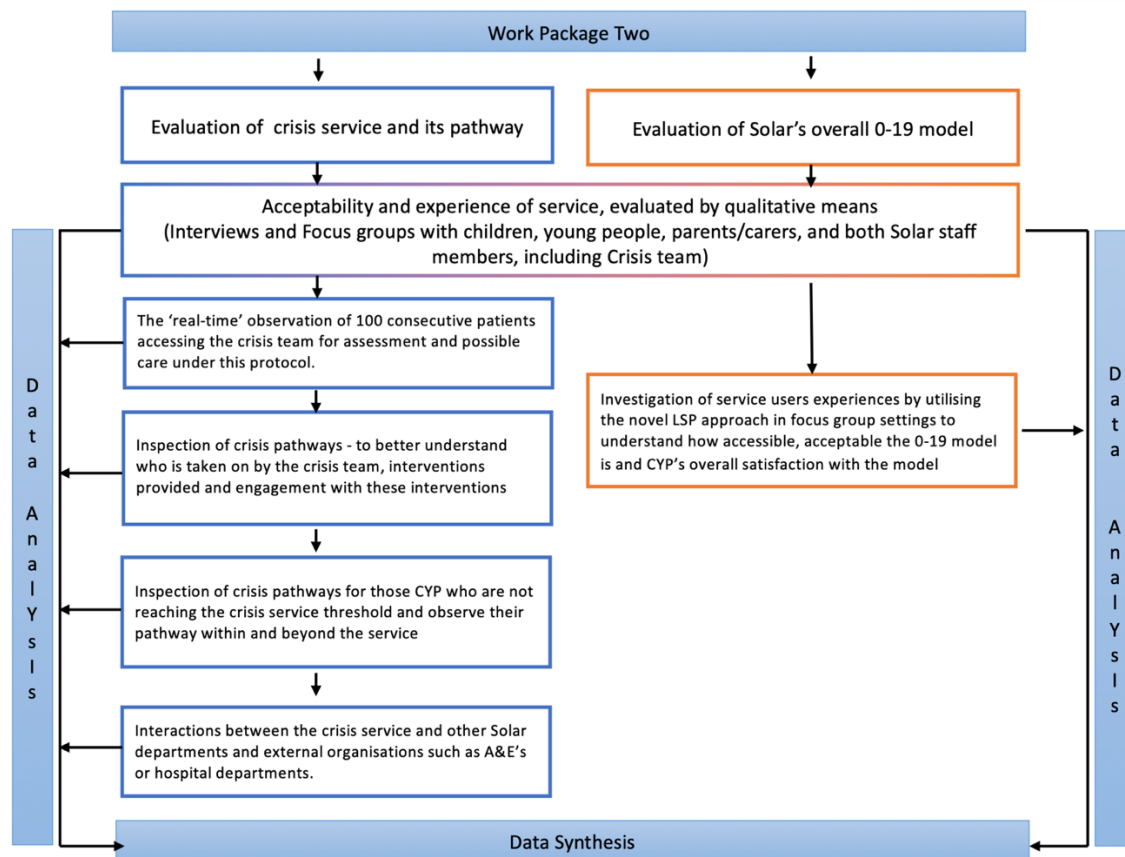 Work Package Two
Evaluation of crisis service and its pathway
Evaluation of Solar's overall 0-19 model
Acceptability and experience of service, evaluated by qualitative means
(Interviews and Focus groups with children, young people, parents/carers, and both Solar staff
members, including Crisis team)
The 'real-time' observation of 100 consecutive patients
accessing the crisis team for assessment and possible
care under this protocol.
Inspection of crisis pathways - to better understand
who is taken on by the crisis team, interventions
provided and engagement with these interventions
Inspection of crisis pathways for those CYP who are not
reaching the crisis service threshold and observe their
pathway within and beyond the service
Interactions between the crisis service and other Solar
departments and external organisations such as A&E's
or hospital departments.
Investigation of service users experiences by utilising
the novel LSP approach in focus group settings to
understand how accessible, acceptable the 0-19 model
is and CYP's overall satisfaction with the model
Data AnalYsIs
Data AnalYsIs
Data Synthesis